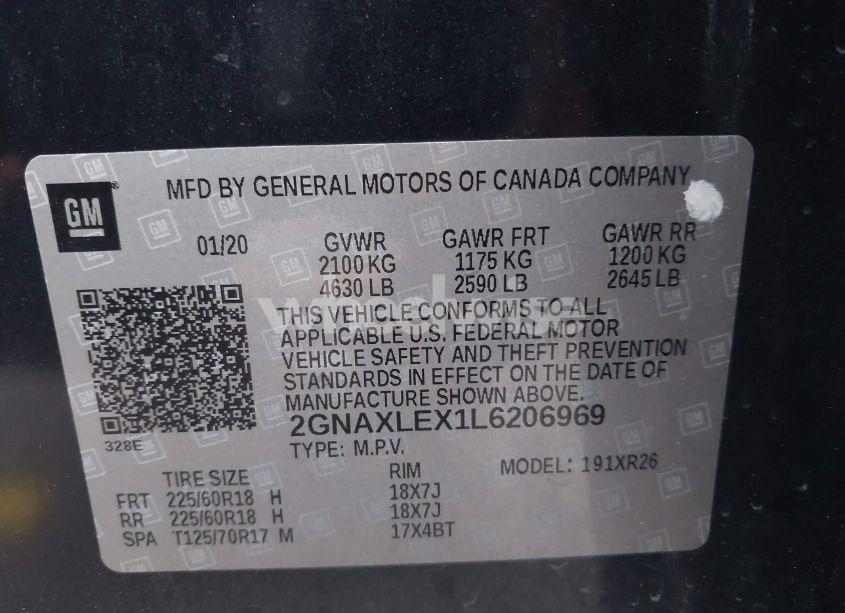 GM
MFD BY GENERAL MOTORS OF CANADA COMPANY
01/20 GVWR GAWR FRT GAWR RR
2100 KG 1175 KG 1200 KG
4630 LB 2590 LB 2645 LB
THIS VEHICLE CONFORMS TO ALL
APPLICABLE U.S. FEDERAL MOTOR
VEHICLE SAFETY AND THEFT PREVENTION
STANDARDS IN EFFECT ON THE DATE OF
MANUFACTURE SHOWN ABOVE.
2GNAXLEX1L6206969
328E TYPE: M.P.V.
TIRE SIZE RIM MODEL: 191XR26
FRT 225/60R18 H 18X7J
RR 225/60R18 H 18X7J
SPA T125/70R17 M 17X4BT